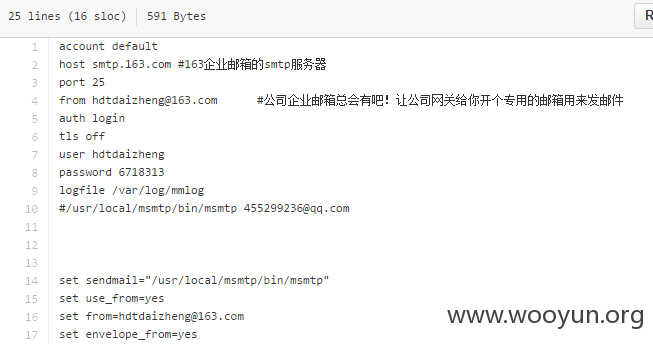 25 lines (16 sloc) 591 Bytes R
1 account default
2 host smtp.163.com #163企业邮箱的smtp服务器
3 port 25
4 from hdtdaizheng@163.com #公司企业邮箱总会有吧！让公司网关给你开个专用的邮箱用来发邮件
5 auth login
6 tls off
7 user hdtdaizheng
8 password 6718313
9 logfile /var/log/mmlog
10 #/usr/local/msmtp/bin/msmtp 455299236@qq.com
11
12
13
14 set sendmail="/usr/local/msmtp/bin/msmtp"
15 set use_from=yes
16 set from=hdtdaizheng@163.com
17 set envelope_from=yes
www.wooyun.org